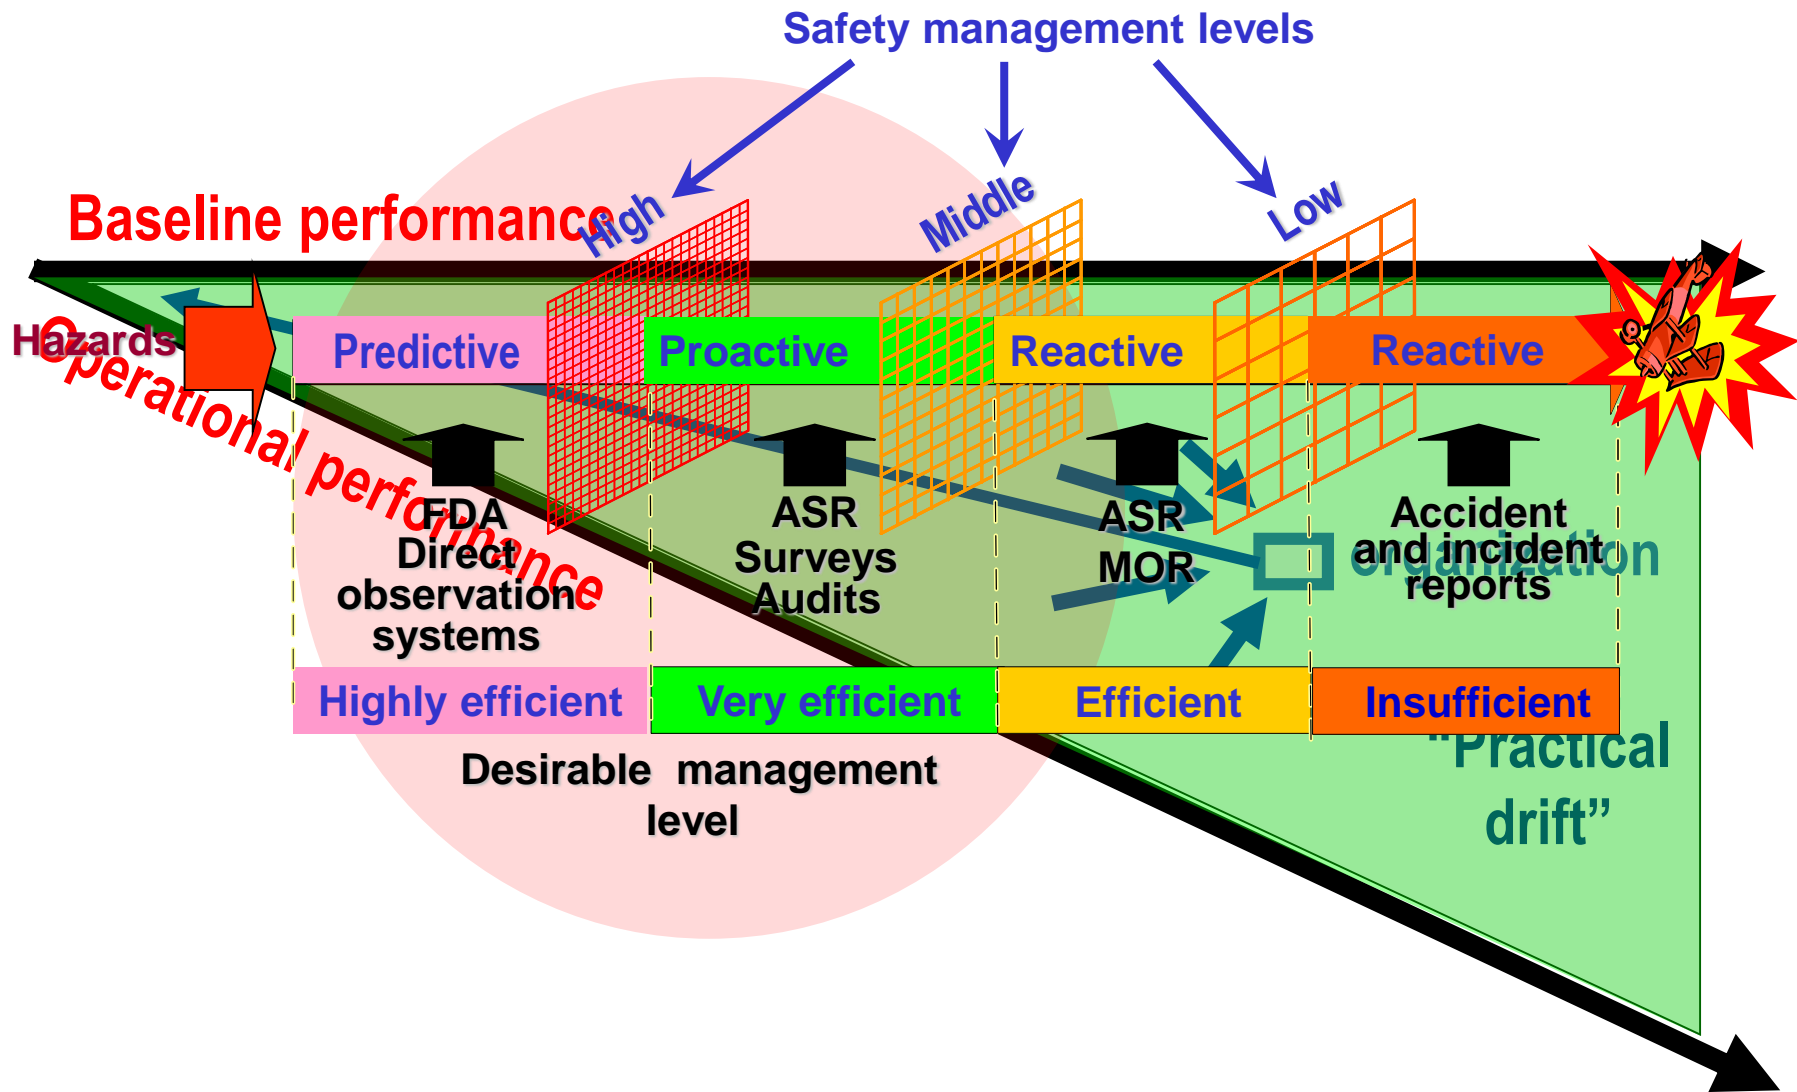 Safety management levels
High
Middle
Low
Baseline performance
Hazards
Operational performance
Predictive
Proactive
Reactive
Reactive
FDA
Direct
observation
systems
ASR
Surveys
Audits
ASR
MOR
Accident
and incident
reports
organization
Highly efficient
Very efficient
Efficient
Insufficient
Desirable management
level
“Practical
drift”